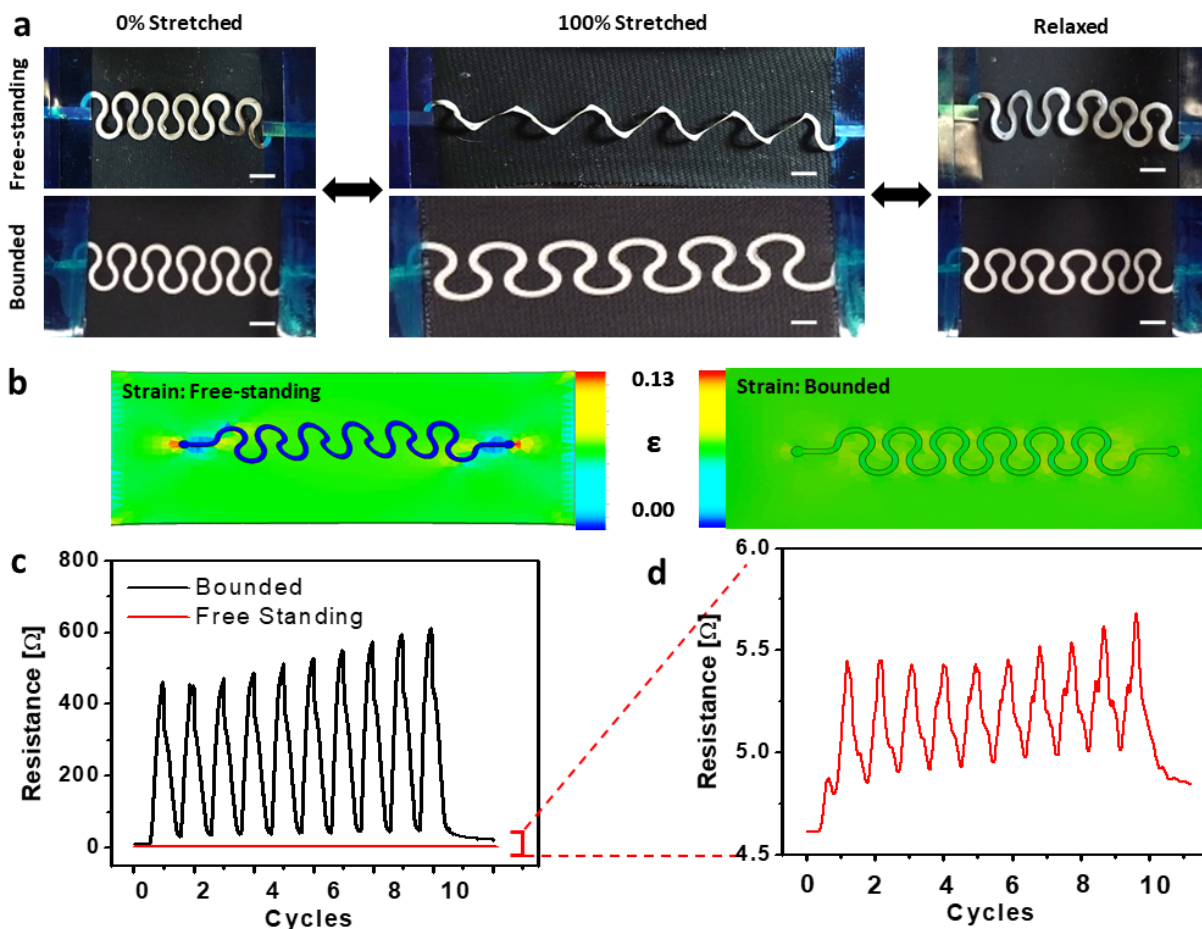 a
0% Stretched
100% Stretched
Relaxed
Free-standing
Bounded
b
Strain: Free-standing
0.13
ε
0.00
Strain: Bounded
c
800
600
400
200
0
Resistance [Ω]
Bounded
Free Standing
0 2 4 6 8 10
Cycles
d
6.0
5.5
5.0
4.5
Resistance [Ω]
0 2 4 6 8 10
Cycles